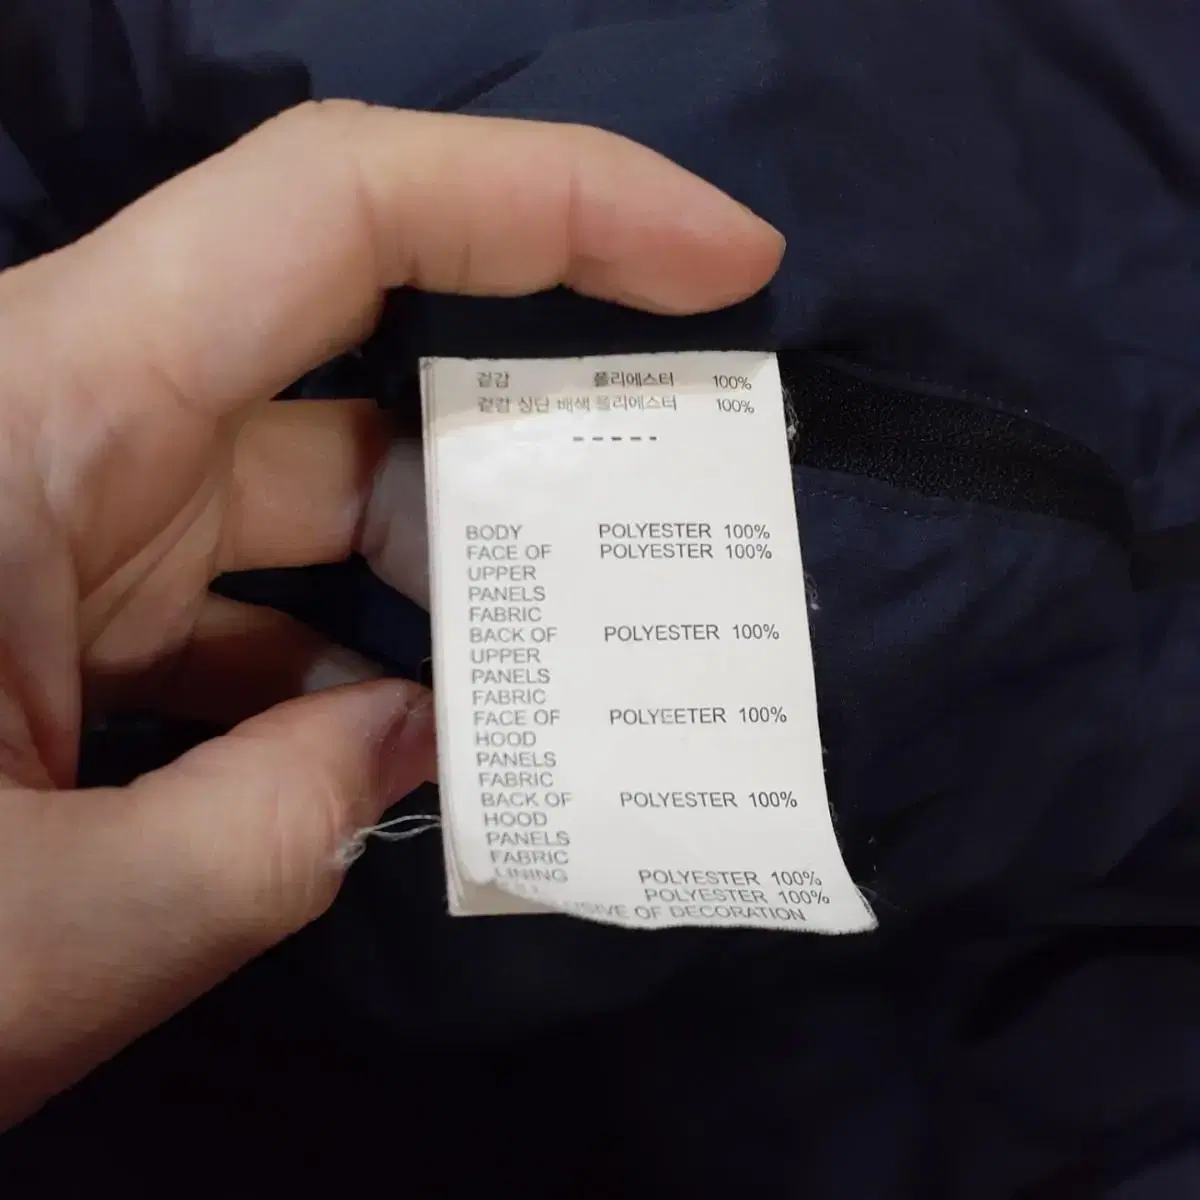 겉감 폴리에스터 100%
겉감 상단 배색 폴리에스터 100%
-----
BODY POLYESTER 100%
FACE OF POLYESTER 100%
UPPER
PANELS
FABRIC
BACK OF POLYESTER 100%
UPPER
PANELS
FABRIC
FACE OF POLYEETER 100%
HOOD
PANELS
FABRIC
BACK OF POLYESTER 100%
HOOD
PANELS
FABRIC
LINING POLYESTER 100%
POLYESTER 100%
OF DECORATION